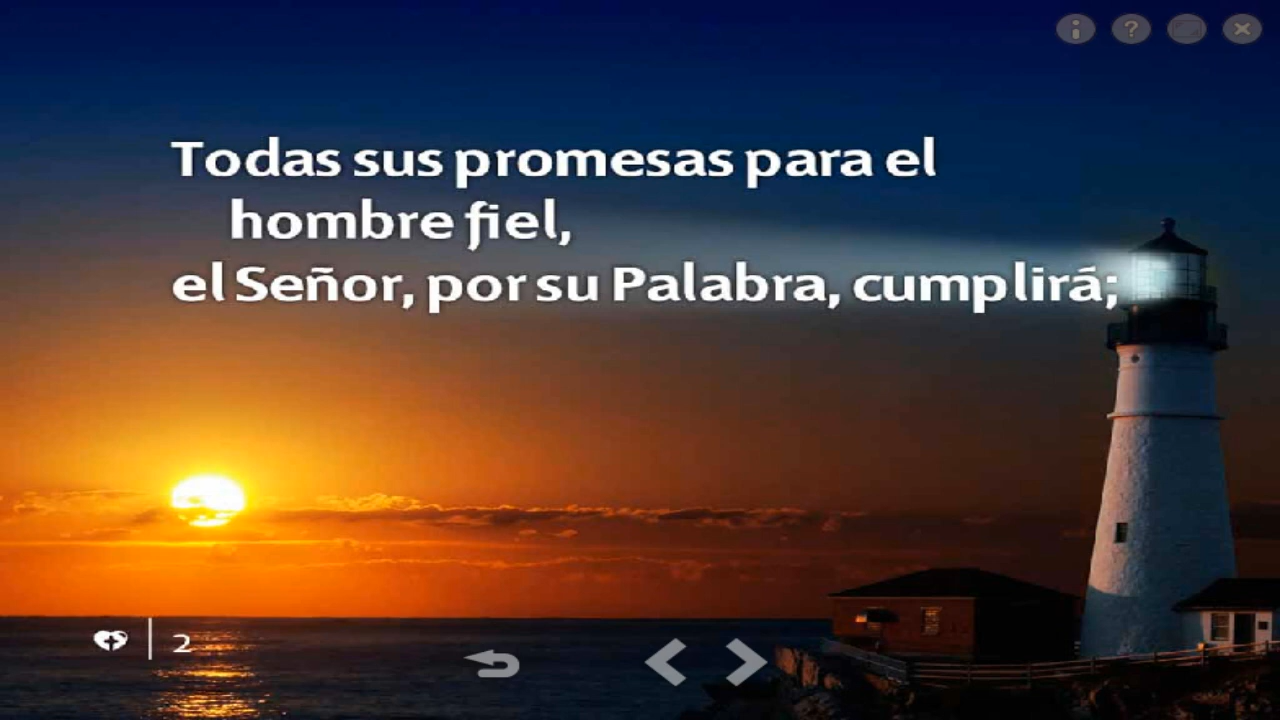 Todas sus promesas para el
hombre fiel,
el Señor, por su Palabra, cumplirá;
2